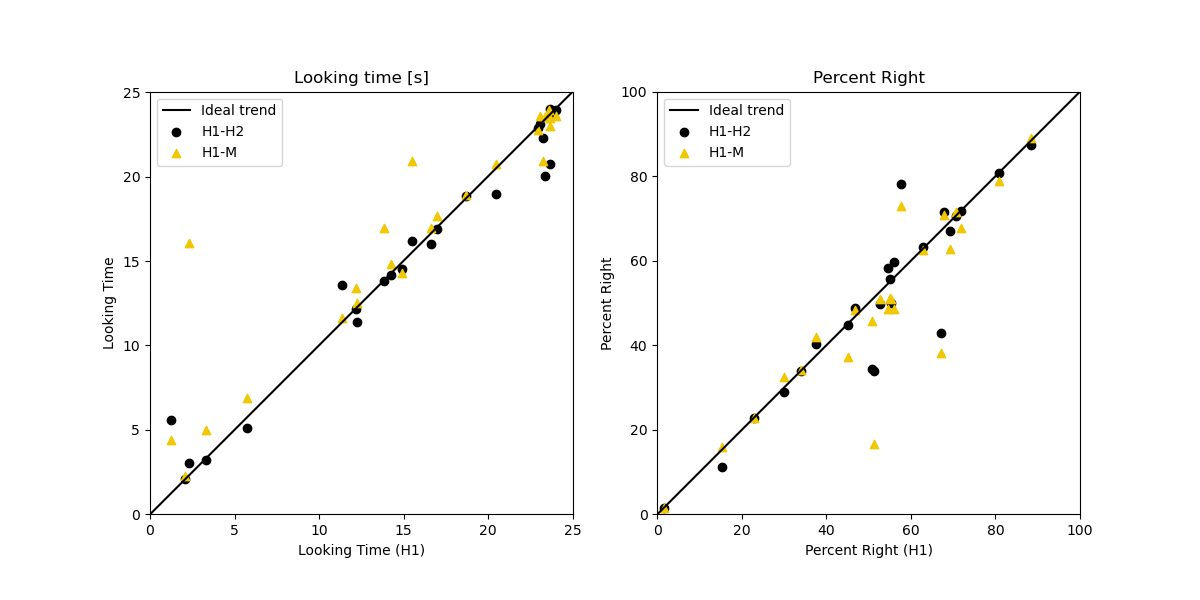 Looking time [s]
Ideal trend
H1-H2
H1-M
25
20
15
10
5
0
0 5 10 15 20 25
Looking Time
Looking Time (H1)
Percent Right
Ideal trend
H1-H2
H1-M
100
80
60
40
20
0
0 20 40 60 80 100
Percent Right
Percent Right (H1)